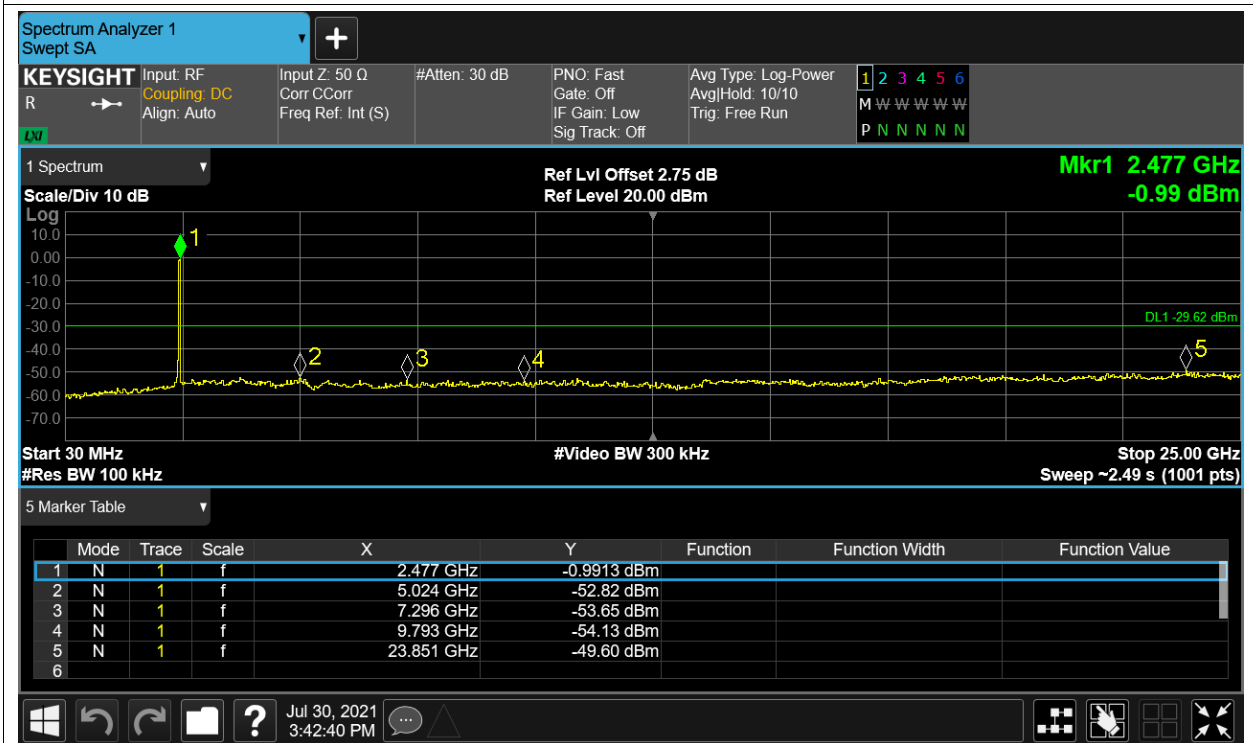 Spectrum Analyzer 1
Swept SA
KEYSIGHT Input: RF Input Z: 50 Ω #Atten: 30 dB PNO: Fast Avg Type: Log-Power 1 2 3 4 5 6
R Coupling: DC Corr CCorr Gate: Off Avg|Hold: 10/10 M W W W W W
Align: Auto Freq Ref: Int (S) IF Gain: Low Trig: Free Run
LXI Sig Track: Off P N N N N N
1 Spectrum Ref Lvl Offset 2.75 dB Mkr1 2.477 GHz
Scale/Div 10 dB Ref Level 20.00 dBm -0.99 dBm
Log
10.0 1
0.00
-10.0
-20.0
-30.0 DL1 -29.62 dBm
-40.0
2 3 4 5
-50.0
-60.0
-70.0
Start 30 MHz #Video BW 300 kHz Stop 25.00 GHz
#Res BW 100 kHz Sweep ~2.49 s (1001 pts)
5 Marker Table
Mode Trace Scale X Y Function Function Width Function Value
1 N 1 f 2.477 GHz -0.9913 dBm
2 N 1 f 5.024 GHz -52.82 dBm
3 N 1 f 7.296 GHz -53.65 dBm
4 N 1 f 9.793 GHz -54.13 dBm
5 N 1 f 23.851 GHz -49.60 dBm
6
? Jul 30, 2021
3:42:40 PM